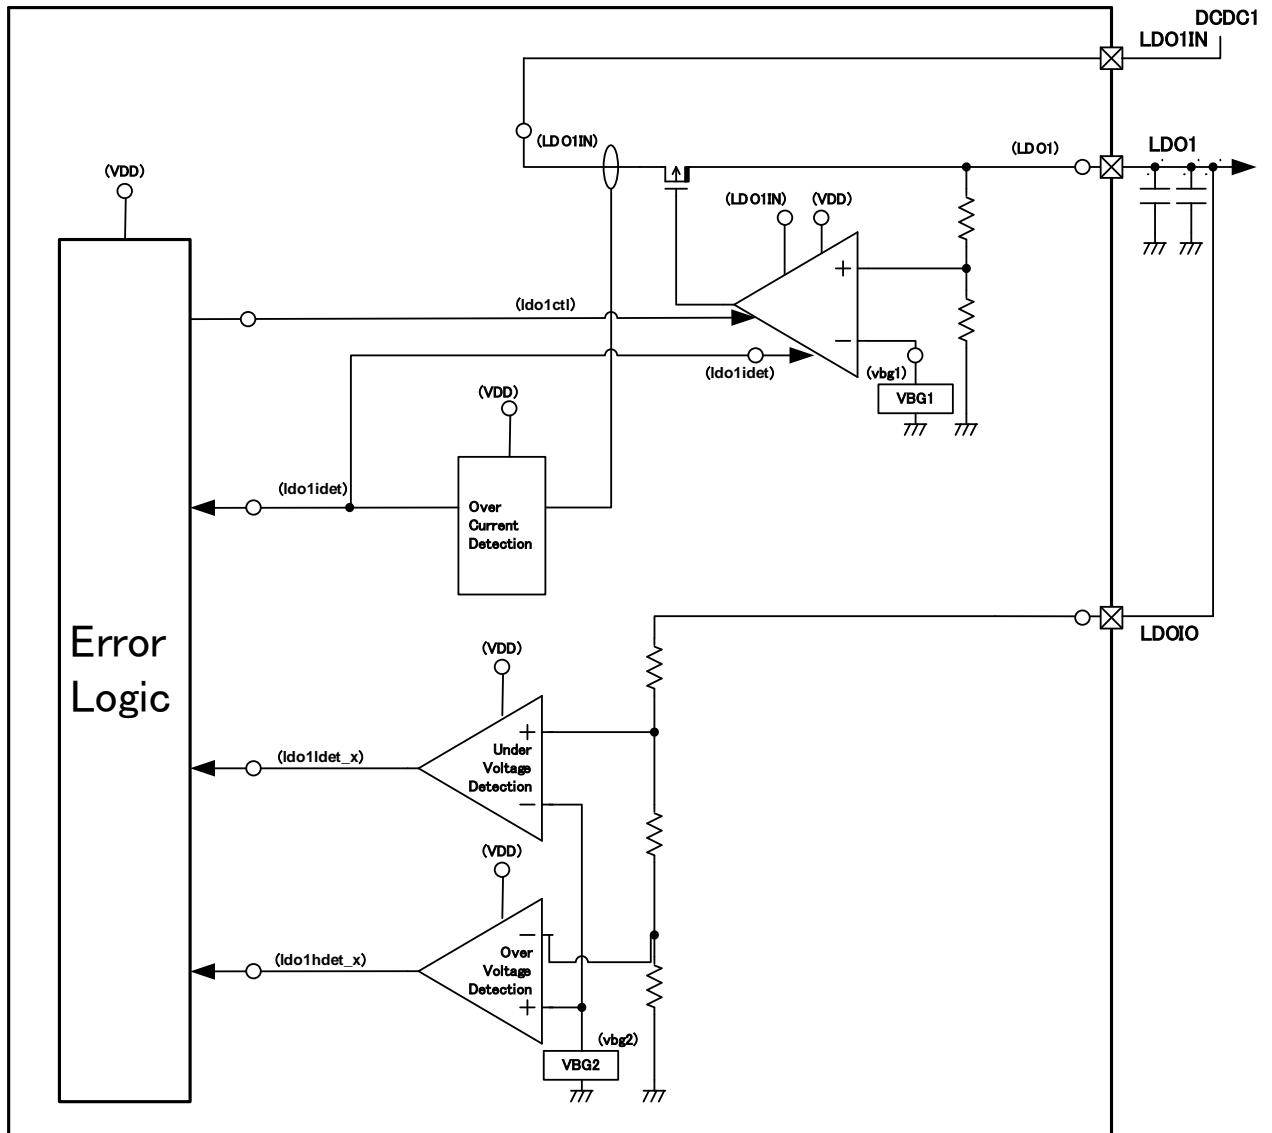 DCDC1
LDO1IN
(LDO1IN)
(LDO1)
LDO1
(VDD)
(LDO1IN)
(VDD)
+
(ldo1ctl)
−
(ldo1idet)
(vbg1)
VBG1
(VDD)
(ldo1idet)
Over
Current
Detection
LDOIO
Error
Logic
(VDD)
+
Under
Voltage
Detection
−
(ldo1ldet_x)
(VDD)
−
Over
Voltage
Detection
+
(ldo1hdet_x)
(vbg2)
VBG2